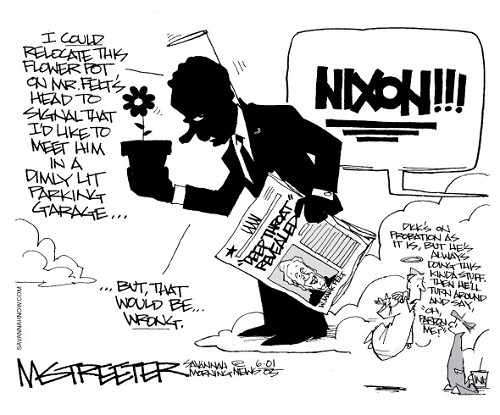 I COULD
RELOCATE THIS
FLOWER POT
ON MR. FELT'S
HEAD TO
SIGNAL THAT
I'D LIKE TO
MEET HIM
IN A
DIMLY LIT
PARKING
GARAGE...
NIXON!!!
"DEEP THROAT"
REVEALED
W. MARK FELT
...BUT, THAT
WOULD BE...
WRONG.
DICK'S ON
PROBATION AS
IT IS, BUT HE'S
ALWAYS
DOING THIS
KINDA STUFF.
THEN HE'LL
TURN AROUND
AND SAY,
"OH,
PARDON
ME!"
SAVANNAHNOW.COM
M STREETER
SAVANNAH © 6-01
MORNING NEWS 05